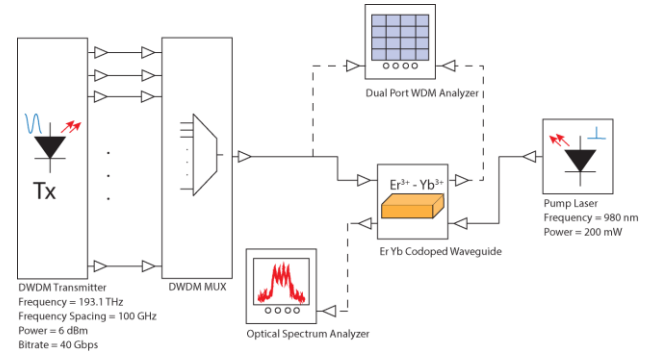 Dual Port WDM Analyzer
Tx
Er³⁺ - Yb³⁺
Pump Laser
Frequency = 980 nm
Power = 200 mW
Er Yb Codoped Waveguide
DWDM Transmitter
Frequency = 193.1 THz
Frequency Spacing = 100 GHz
Power = 6 dBm
Bitrate = 40 Gbps
DWDM MUX
Optical Spectrum Analyzer